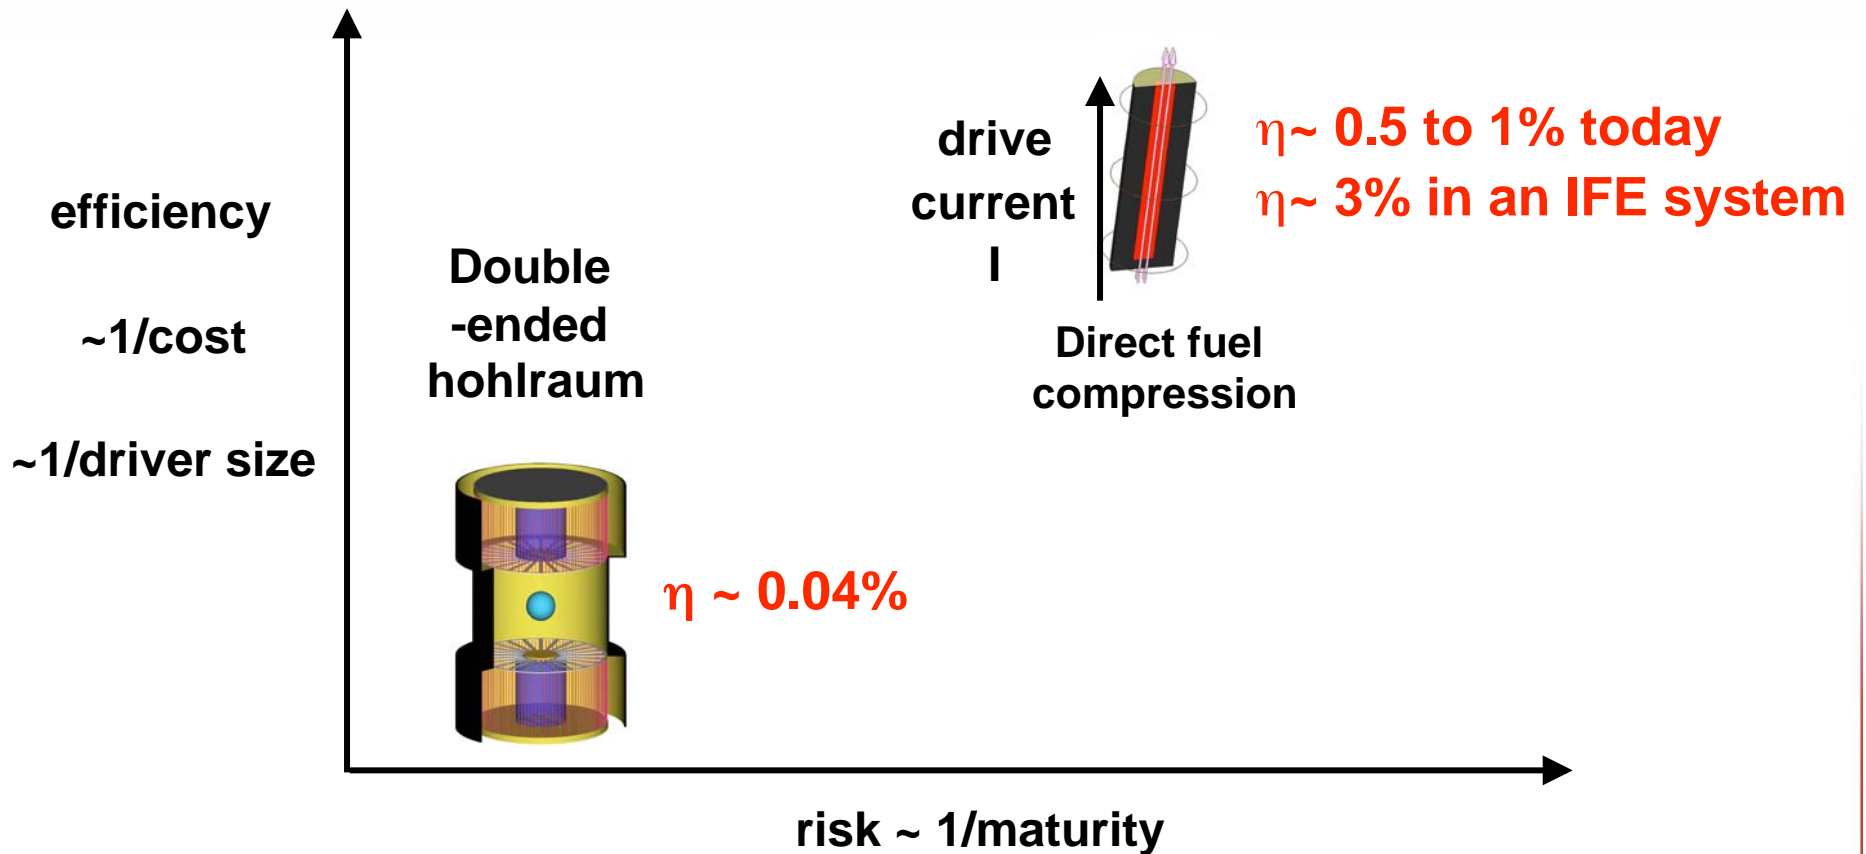 efficiency
~1/cost
~1/driver size
Double
-ended
hohlraum
η ~ 0.04%
drive
current
I
η~ 0.5 to 1% today
η~ 3% in an IFE system
Direct fuel
compression
risk ~ 1/maturity